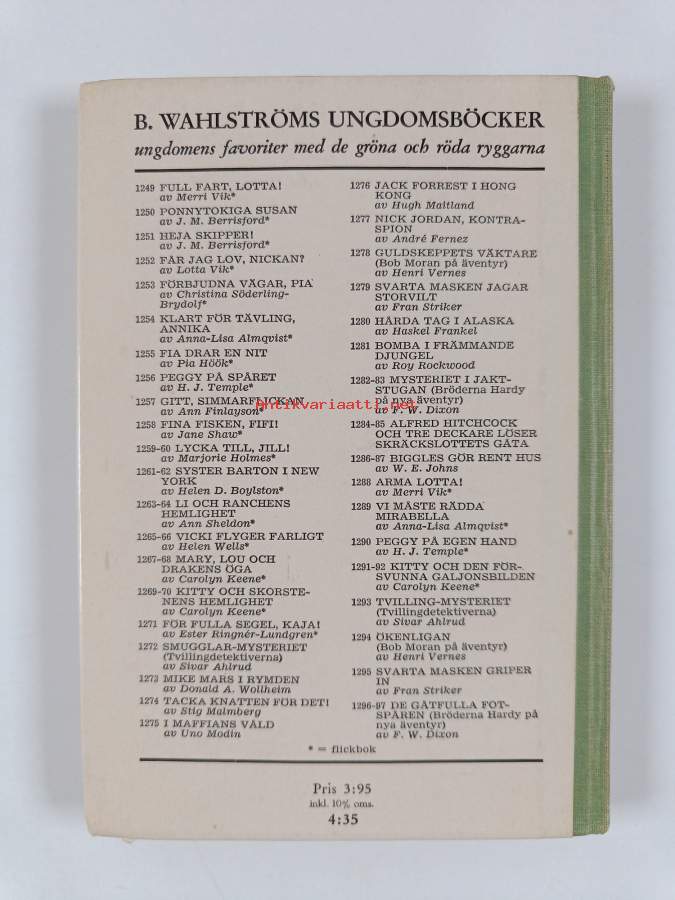 B. WAHLSTRÖMS UNGDOMSBÖCKER
ungdomens favoriter med de gröna och röda ryggarna
1249 FULL FART, LOTTA!
av Merri Vik*
1250 PONNYTOKIGA SUSAN
av J. M. Berrisford*
1251 HEJA SKIPPER!
av J. M. Berrisford*
1252 FÅR JAG LOV, NICKAN?
av Lotta Vik*
1253 FÖRBJUDNA VÄGAR, PIA
av Christina Söderling-
Brydolf*
1254 KLART FÖR TÄVLING,
ANNIKA
av Anna-Lisa Almqvist*
1255 FIA DRAR EN NIT
av Pia Höök*
1256 PEGGY PÅ SPÅRET
av H. J. Temple*
1257 GITT, SIMMARFLICKAN
av Ann Finlayson*
1258 FINA FISKEN, FIFI!
av Jane Shaw*
1259-60 LYCKA TILL, JILL!
av Marjorie Holmes*
1261-62 SYSTER BARTON I NEW
YORK
av Helen D. Boylston*
1263-64 LI OCH RANCHENS
HEMLIGHET
av Ann Sheldon*
1265-66 VICKI FLYGER FARLIGT
av Helen Wells*
1267-68 MARY, LOU OCH
DRAKENS ÖGA
av Carolyn Keene*
1269-70 KITTY OCH SKORSTE-
NENS HEMLIGHET
av Carolyn Keene*
1271 FÖR FULLA SEGEL, KAJA!
av Ester Ringnér-Lundgren*
1272 SMUGGLAR-MYSTERIET
(Tvillingdetektiverna)
av Sivar Ahlrud
1273 MIKE MARS I RYMDEN
av Donald A. Wollheim
1274 TACKA KNATTEN FÖR DET!
av Stig Malmberg
1275 I MAFFIANS VÅLD
av Uno Modin
1276 JACK FORREST I HONG
KONG
av Hugh Maitland
1277 NICK JORDAN, KONTRA-
SPION
av André Fernez
1278 GULDSKEPPETS VÄKTARE
(Bob Moran på äventyr)
av Henri Vernes
1279 SVARTA MASKEN JAGAR
STORVILT
av Fran Striker
1280 HÅRDA TAG I ALASKA
av Haskel Frankel
1281 BOMBA I FRÄMMANDE
DJUNGEL
av Roy Rockwood
1282-83 MYSTERIET I JAKT-
STUGAN (Bröderna Hardy
på nya äventyr)
av F. W. Dixon
1284-85 ALFRED HITCHCOCK
OCH TRE DECKARE LÖSER
SKRÄCKSLOTTETS GÅTA
1286-87 BIGGLES GÖR RENT HUS
av W. E. Johns
1288 ARMA LOTTA!
av Merri Vik*
1289 VI MÅSTE RÄDDA
MIRABELLA
av Anna-Lisa Almqvist*
1290 PEGGY PÅ EGEN HAND
av H. J. Temple*
1291-92 KITTY OCH DEN FÖR-
SVUNNA GALJONSBILDEN
av Carolyn Keene*
1293 TVILLING-MYSTERIET
(Tvillingdetektiverna)
av Sivar Ahlrud
1294 ÖKENLIGAN
(Bob Moran på äventyr)
av Henri Vernes
1295 SVARTA MASKEN GRIPER
IN
av Fran Striker
1296-97 DE GÅTFULLA FOT-
SPÅREN (Bröderna Hardy på
nya äventyr)
av F. W. Dixon
* = flickbok
Pris 3:95
inkl. 10% oms.
4:35
antikvariaatti.net